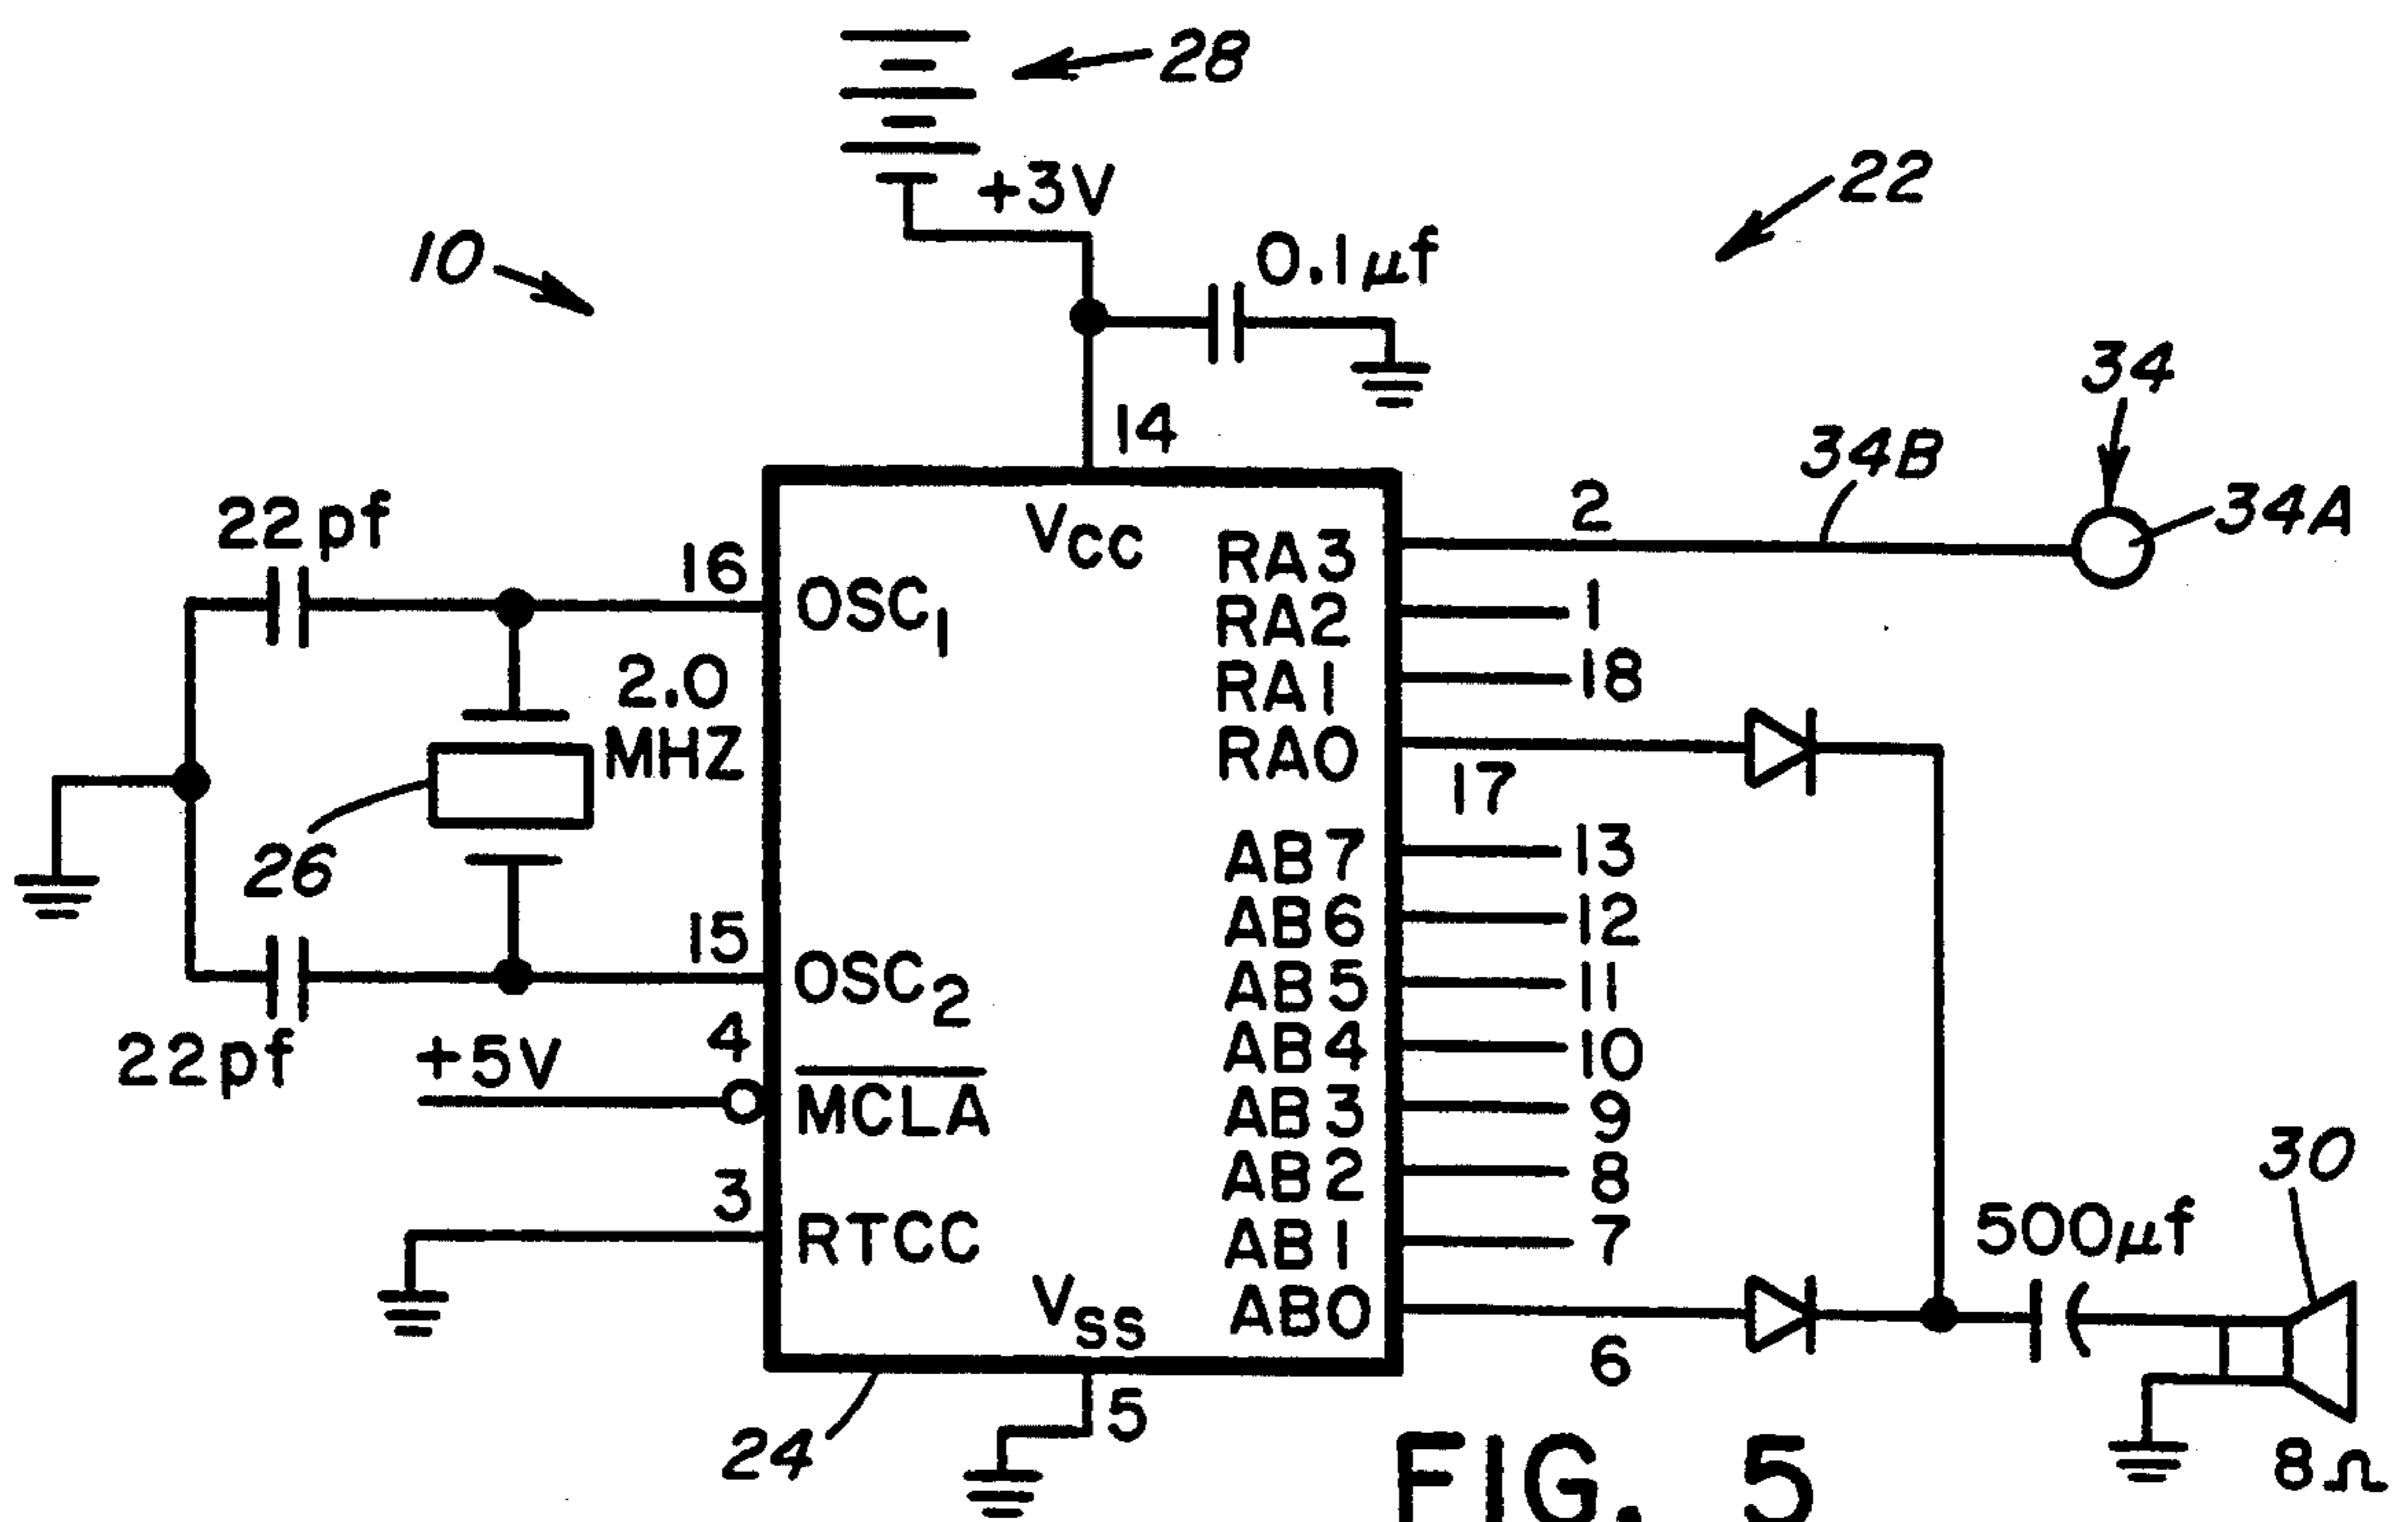 28
+3V
22
10
0.1μf
34
14
34B
2
34A
22pf
16
VCC
RA3
OSC1
1
RA2
2.0
MHZ
18
RA1
RA0
17
26
13
AB7
12
AB6
15
OSC2
11
AB5
22pf
+5V
4
10
AB4
MCLA
9
AB3
30
3
8
AB2
RTCC
7
AB1
500μf
VSS
AB0
6
24
5
8Ω
FIG. 5